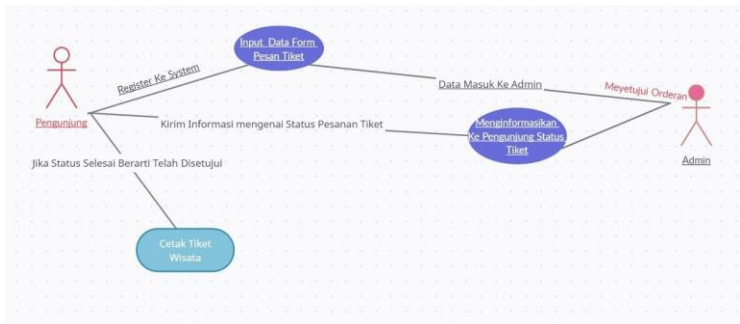 Input Data Form
Pesan Tiket
Register Ke System
Data Masuk Ke Admin
Meyetujui Orderan
Pengunjung
Kirim Informasi mengenai Status Pesanan Tiket
Menginformasikan
Ke Pengunjung Status
Tiket
Admin
Jika Status Selesai Berarti Telah Disetujui
Cetak Tiket
Wisata